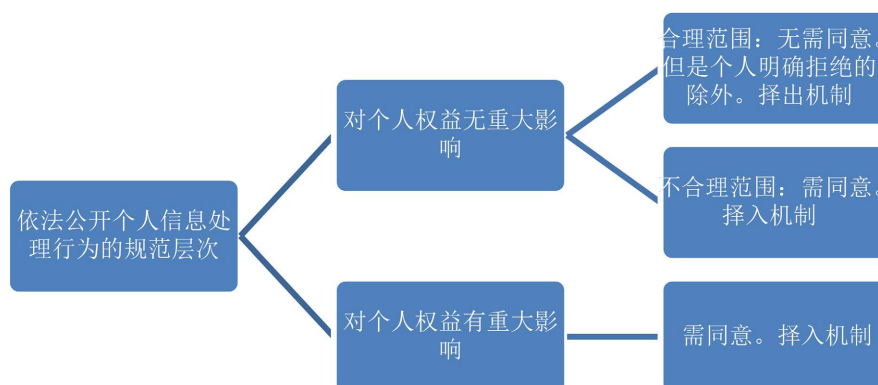 依法公开个人信息处
理行为的规范层次
对个人权益无重大影
响
对个人权益有重大影
响
合理范围：无需同意。
但是个人明确拒绝的
除外。择出机制
不合理范围：需同意。
择入机制
需同意。择入机制